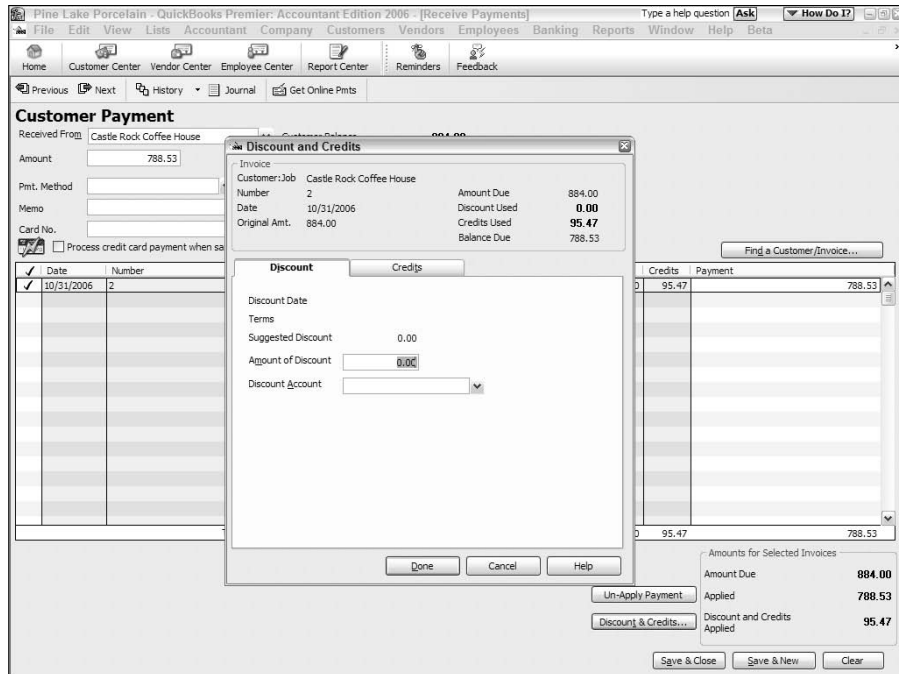 Pine Lake Porcelain - QuickBooks Premier: Accountant Edition 2006 - [Receive Payments] Type a help question Ask How Do I?
File Edit View Lists Accountant Company Customers Vendors Employees Banking Reports Window Help Beta
Home Customer Center Vendor Center Employee Center Report Center Reminders Feedback
Previous Next History Journal Get Online Pmts
Customer Payment
Received From Castle Rock Coffee House Customer Balance 884.00
Amount 788.53
Pmt. Method
Memo
Card No.
Process credit card payment when sa
Find a Customer/Invoice...
Date Number Credits Payment
10/31/2006 2 0 95.47 788.53
0 95.47 788.53
Discount and Credits
Invoice
Customer:Job Castle Rock Coffee House
Number 2 Amount Due 884.00
Date 10/31/2006 Discount Used 0.00
Original Amt. 884.00 Credits Used 95.47
Balance Due 788.53
Discount Credits
Discount Date
Terms
Suggested Discount 0.00
Amount of Discount 0.00
Discount Account
Done Cancel Help
Amounts for Selected Invoices
Amount Due 884.00
Un-Apply Payment Applied 788.53
Discount & Credits... Discount and Credits Applied 95.47
Save & Close Save & New Clear